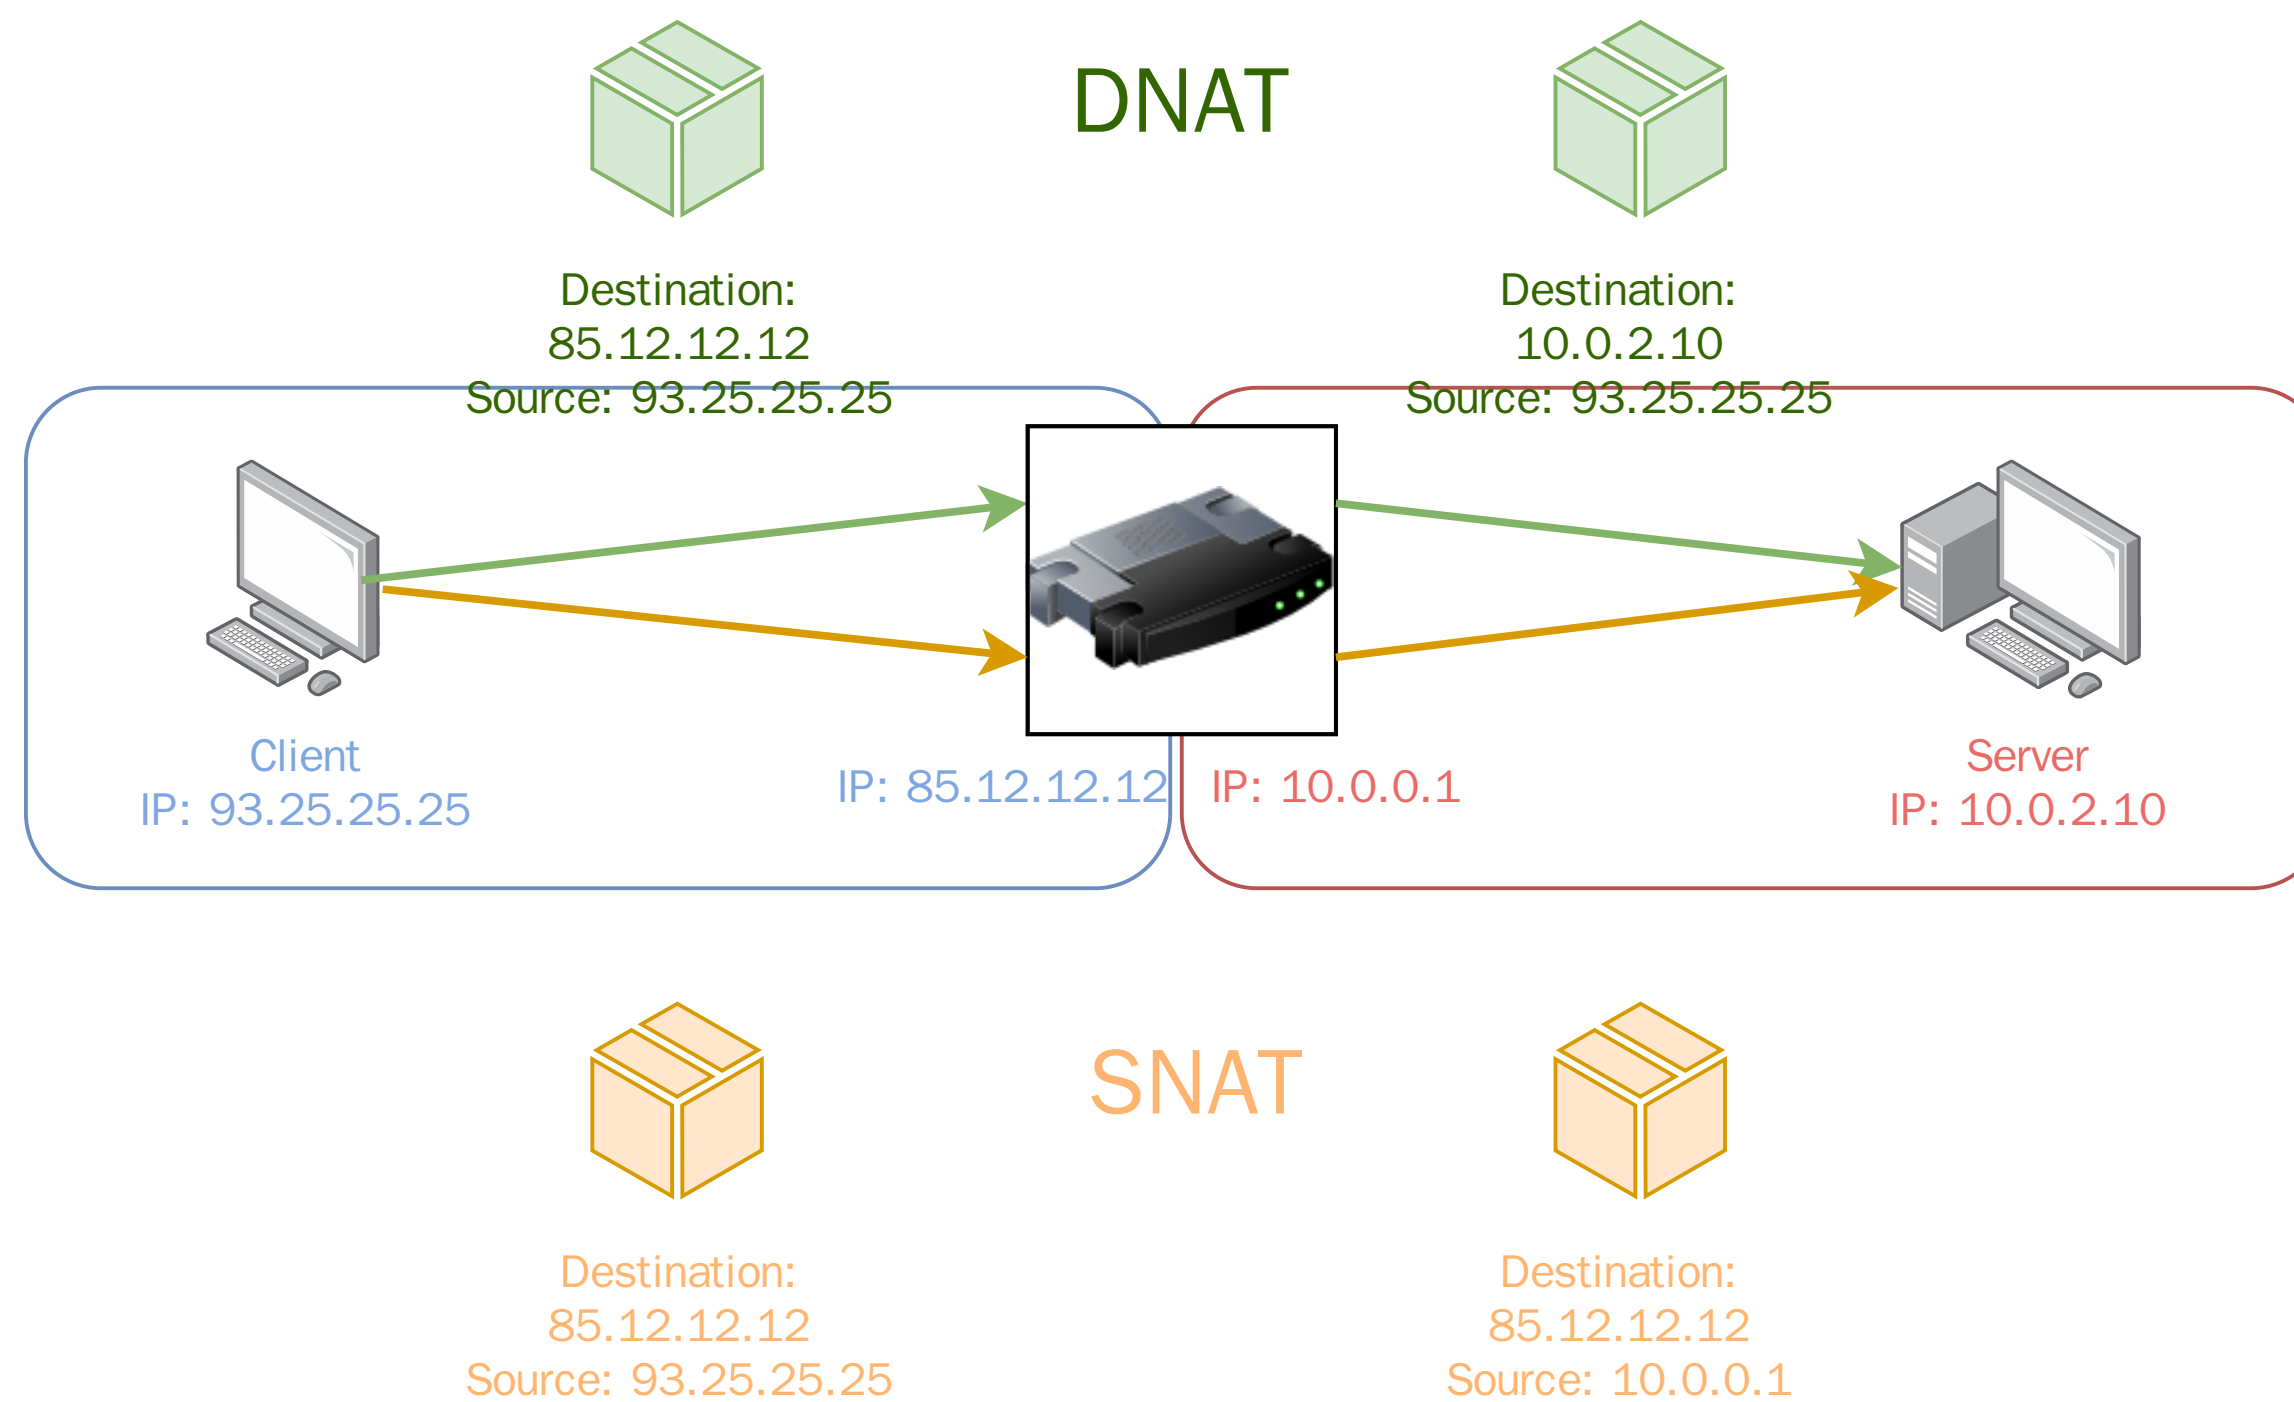 DNAT
Destination:
85.12.12.12
Source: 93.25.25.25
Destination:
10.0.2.10
Source: 93.25.25.25
Client
IP: 93.25.25.25
IP: 85.12.12.12
IP: 10.0.0.1
Server
IP: 10.0.2.10
SNAT
Destination:
85.12.12.12
Source: 93.25.25.25
Destination:
85.12.12.12
Source: 10.0.0.1